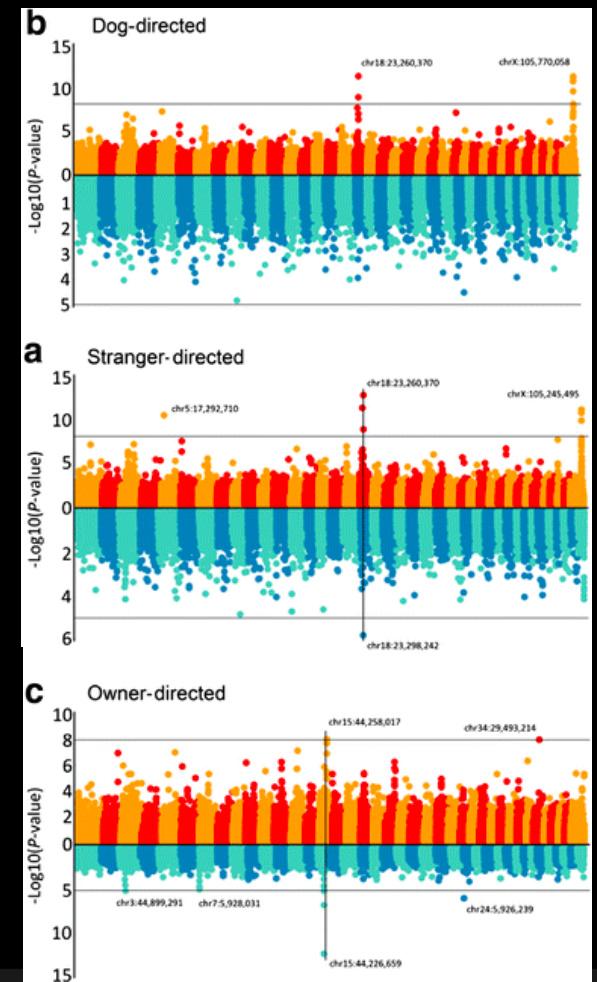 b Dog-directed
15
chr18:23,260,370 chrX:105,770,058
10
5
0
1
2
3
4
5
-Log10(P-value)
a Stranger-directed
15
chr18:23,260,370
chrX:105,245,495
chr5:17,292,710
10
5
0
2
4
6
-Log10(P-value)
chr18:23,298,242
c Owner-directed
10
chr15:44,258,017
chr34:29,493,214
8
6
4
2
0
5
10
15
-Log10(P-value)
chr3:44,899,291 chr7:5,928,031
chr24:5,926,239
chr15:44,226,659